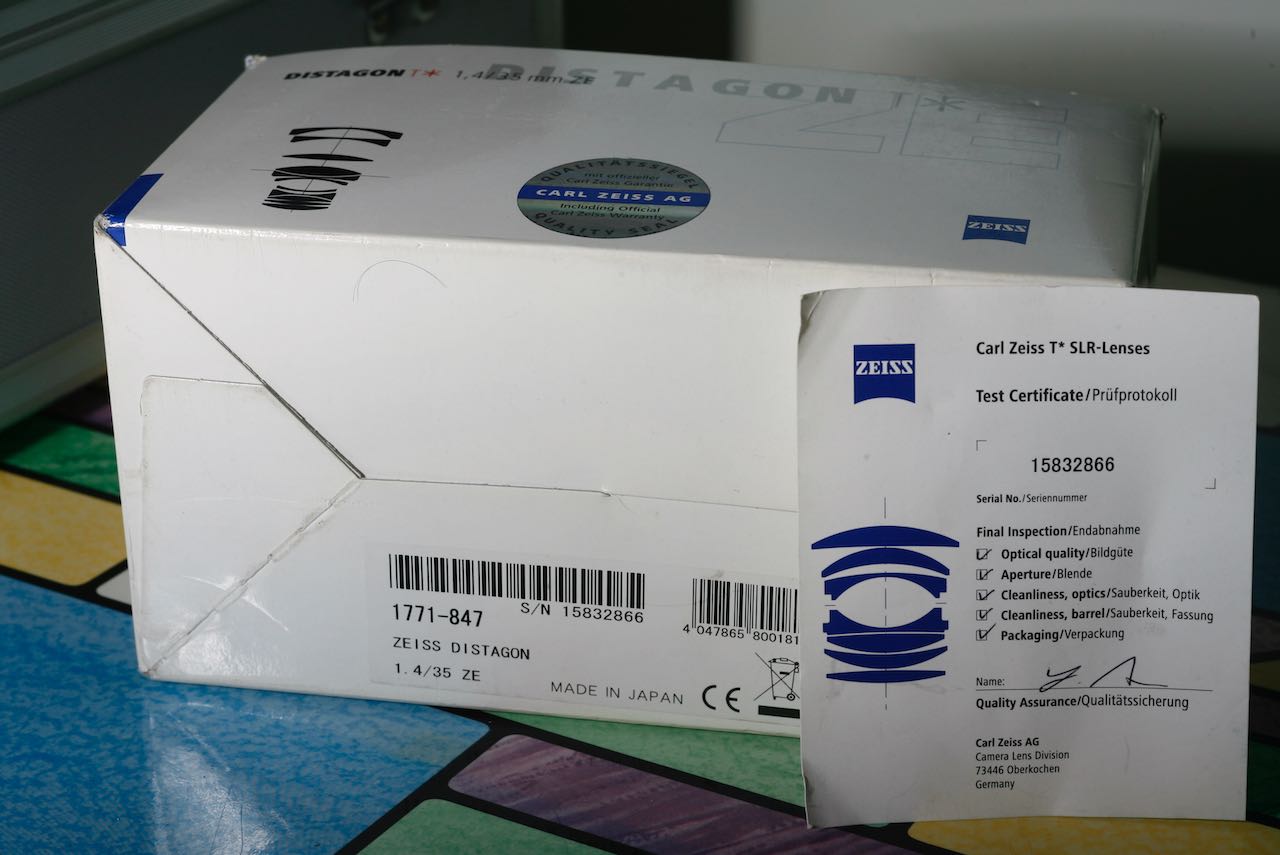 DISTAGON T* 1,4/35 mm ZE
DISTAGON T*
ZE
QUALITÄTSSIEGEL
mit offizieller
Carl Zeiss Garantie
CARL ZEISS AG
Including Official
Carl Zeiss Warranty
QUALITY SEAL
ZEISS
1771-847
S/N 15832866
ZEISS DISTAGON
1.4/35 ZE
4 047865 800181
MADE IN JAPAN CE
ZEISS
Carl Zeiss T* SLR-Lenses
Test Certificate/Prüfprotokoll
15832866
Serial No./Seriennummer
Final Inspection/Endabnahme
Optical quality/Bildgüte
Aperture/Blende
Cleanliness, optics/Sauberkeit, Optik
Cleanliness, barrel/Sauberkeit, Fassung
Packaging/Verpackung
Name:
Quality Assurance/Qualitätssicherung
Carl Zeiss AG
Camera Lens Division
73446 Oberkochen
Germany